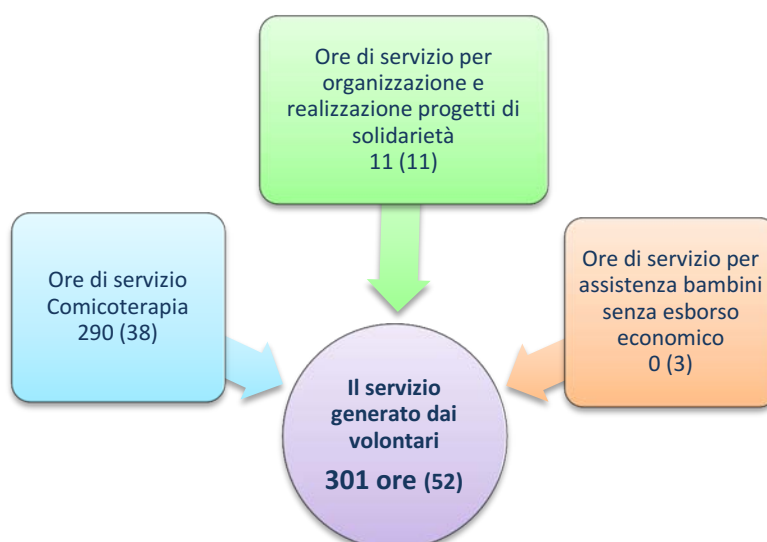 Ore di servizio per
organizzazione e
realizzazione progetti di
solidarietà
11 (11)
Ore di servizio
Comicoterapia
290 (38)
Ore di servizio per
assistenza bambini
senza esborso
economico
0 (3)
Il servizio
generato dai
volontari
301 ore (52)